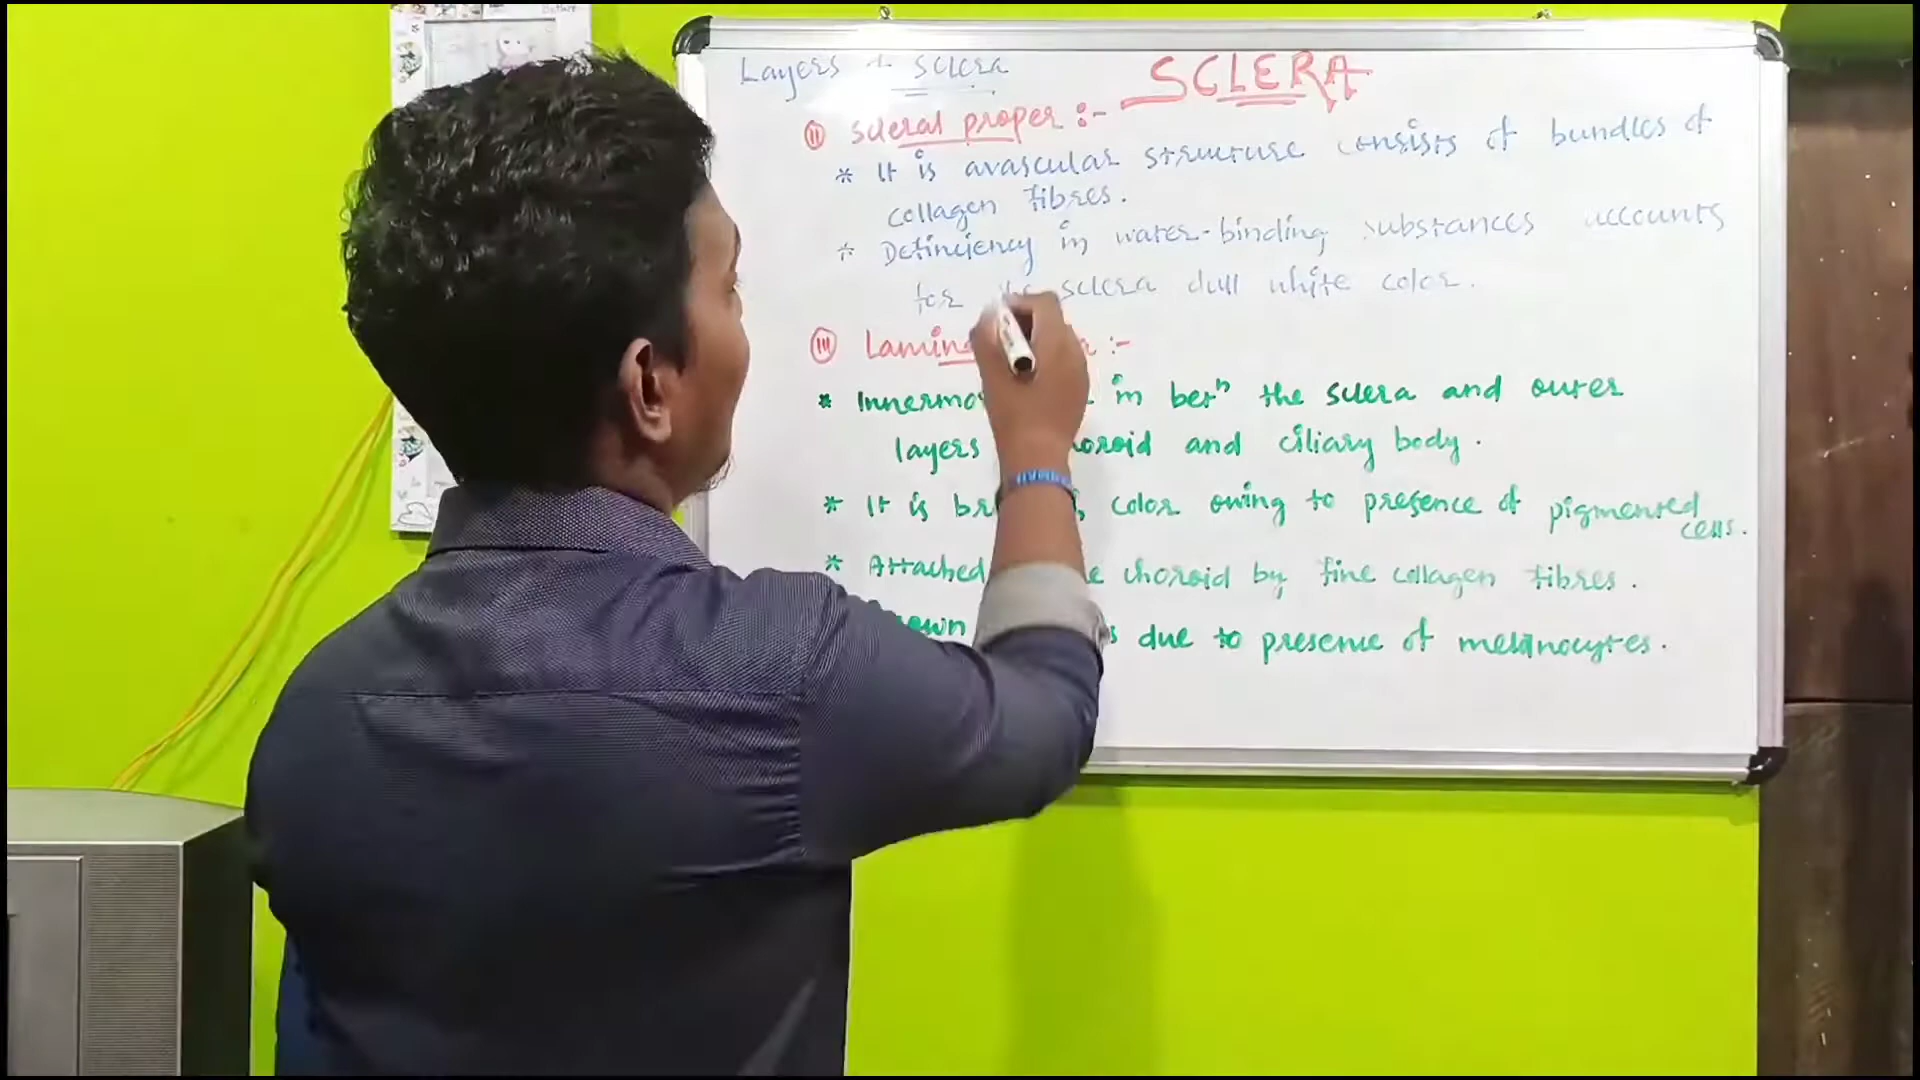 Layers of sclera
SCLERA
(II) scleral proper :-
* It is avascular structure consists of bundles of
collagen fibres.
* Deficiency in water-binding substances accounts
for the sclera dull white color.
(III) Lamina :-
* Innermo in betn the sclera and outer
layers choroid and ciliary body.
* It is br color owing to presence of pigmented
cells.
* Attached choroid by fine collagen fibres.
due to presence of melanocytes.